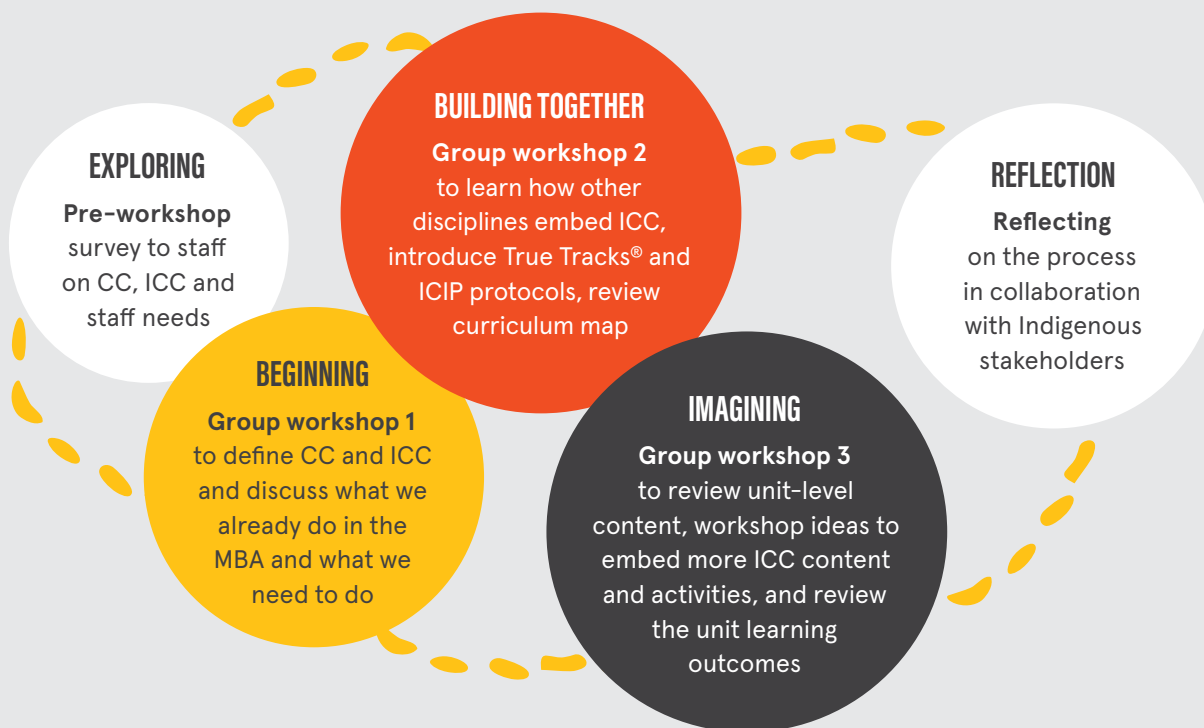 EXPLORING
Pre-workshop
survey to staff
on CC, ICC and
staff needs
BEGINNING
Group workshop 1
to define CC and ICC
and discuss what we
already do in the
MBA and what we
need to do
BUILDING TOGETHER
Group workshop 2
to learn how other
disciplines embed ICC,
introduce True Tracks® and
ICIP protocols, review
curriculum map
IMAGINING
Group workshop 3
to review unit-level
content, workshop ideas to
embed more ICC content
and activities, and review
the unit learning
outcomes
REFLECTION
Reflecting
on the process
in collaboration
with Indigenous
stakeholders